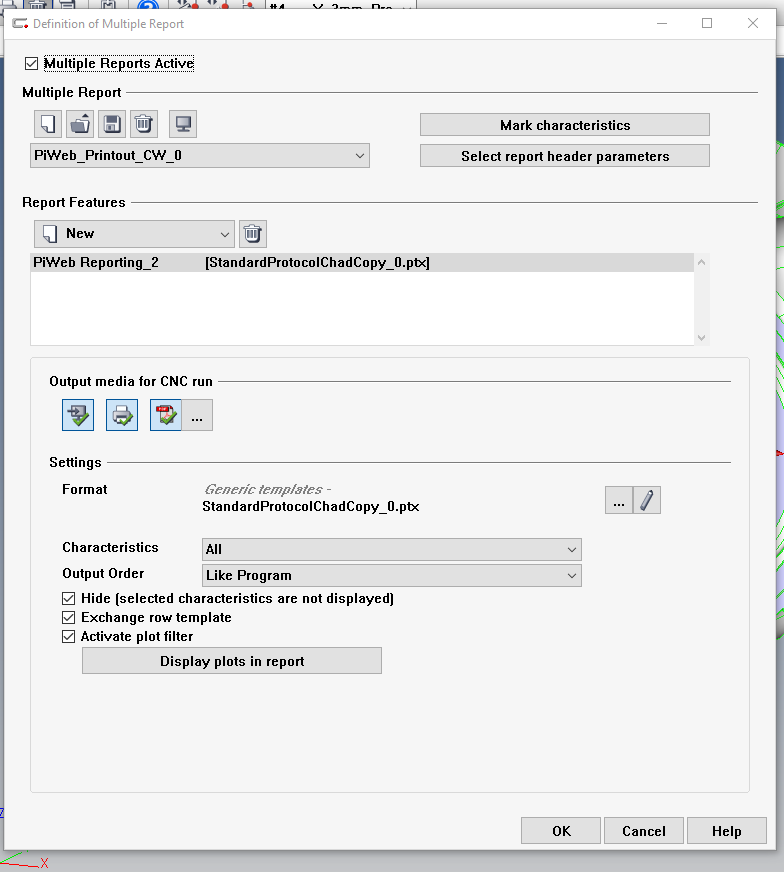 Definition of Multiple Report
Multiple Reports Active
Multiple Report
Mark characteristics
PiWeb_Printout_CW_0
Select report header parameters
Report Features
New
PiWeb Reporting_2 [StandardProtocolChadCopy_0.ptx]
Output media for CNC run
...
Settings
Format
Generic templates -
StandardProtocolChadCopy_0.ptx
...
Characteristics
All
Output Order
Like Program
Hide (selected characteristics are not displayed)
Exchange row template
Activate plot filter
Display plots in report
OK
Cancel
Help
X